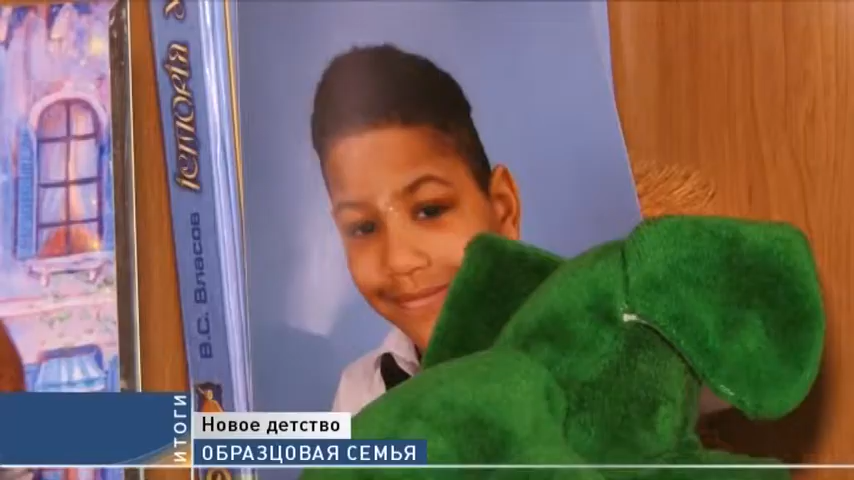 історія
В.С. Власов
ИТОГИ
Новое детство
ОБРАЗЦОВАЯ СЕМЬЯ